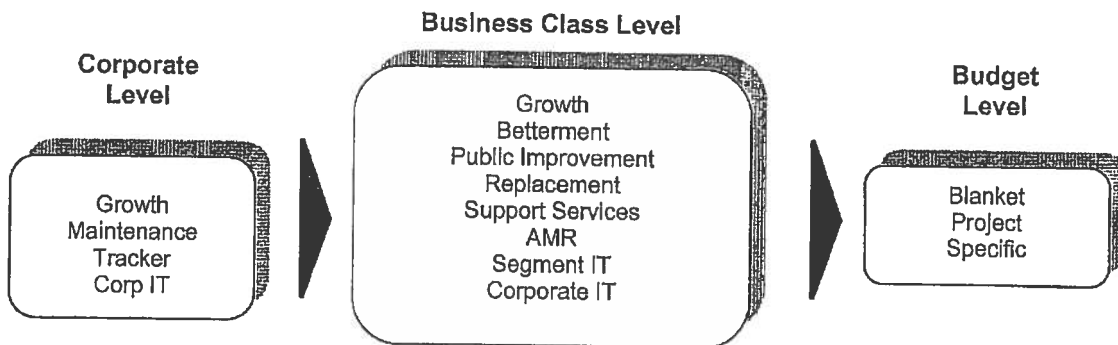 Business Class Level
Corporate
Level
Budget
Level
Growth
Maintenance
Tracker
Corp IT
Growth
Betterment
Public Improvement
Replacement
Support Services
AMR
Segment IT
Corporate IT
Blanket
Project
Specific